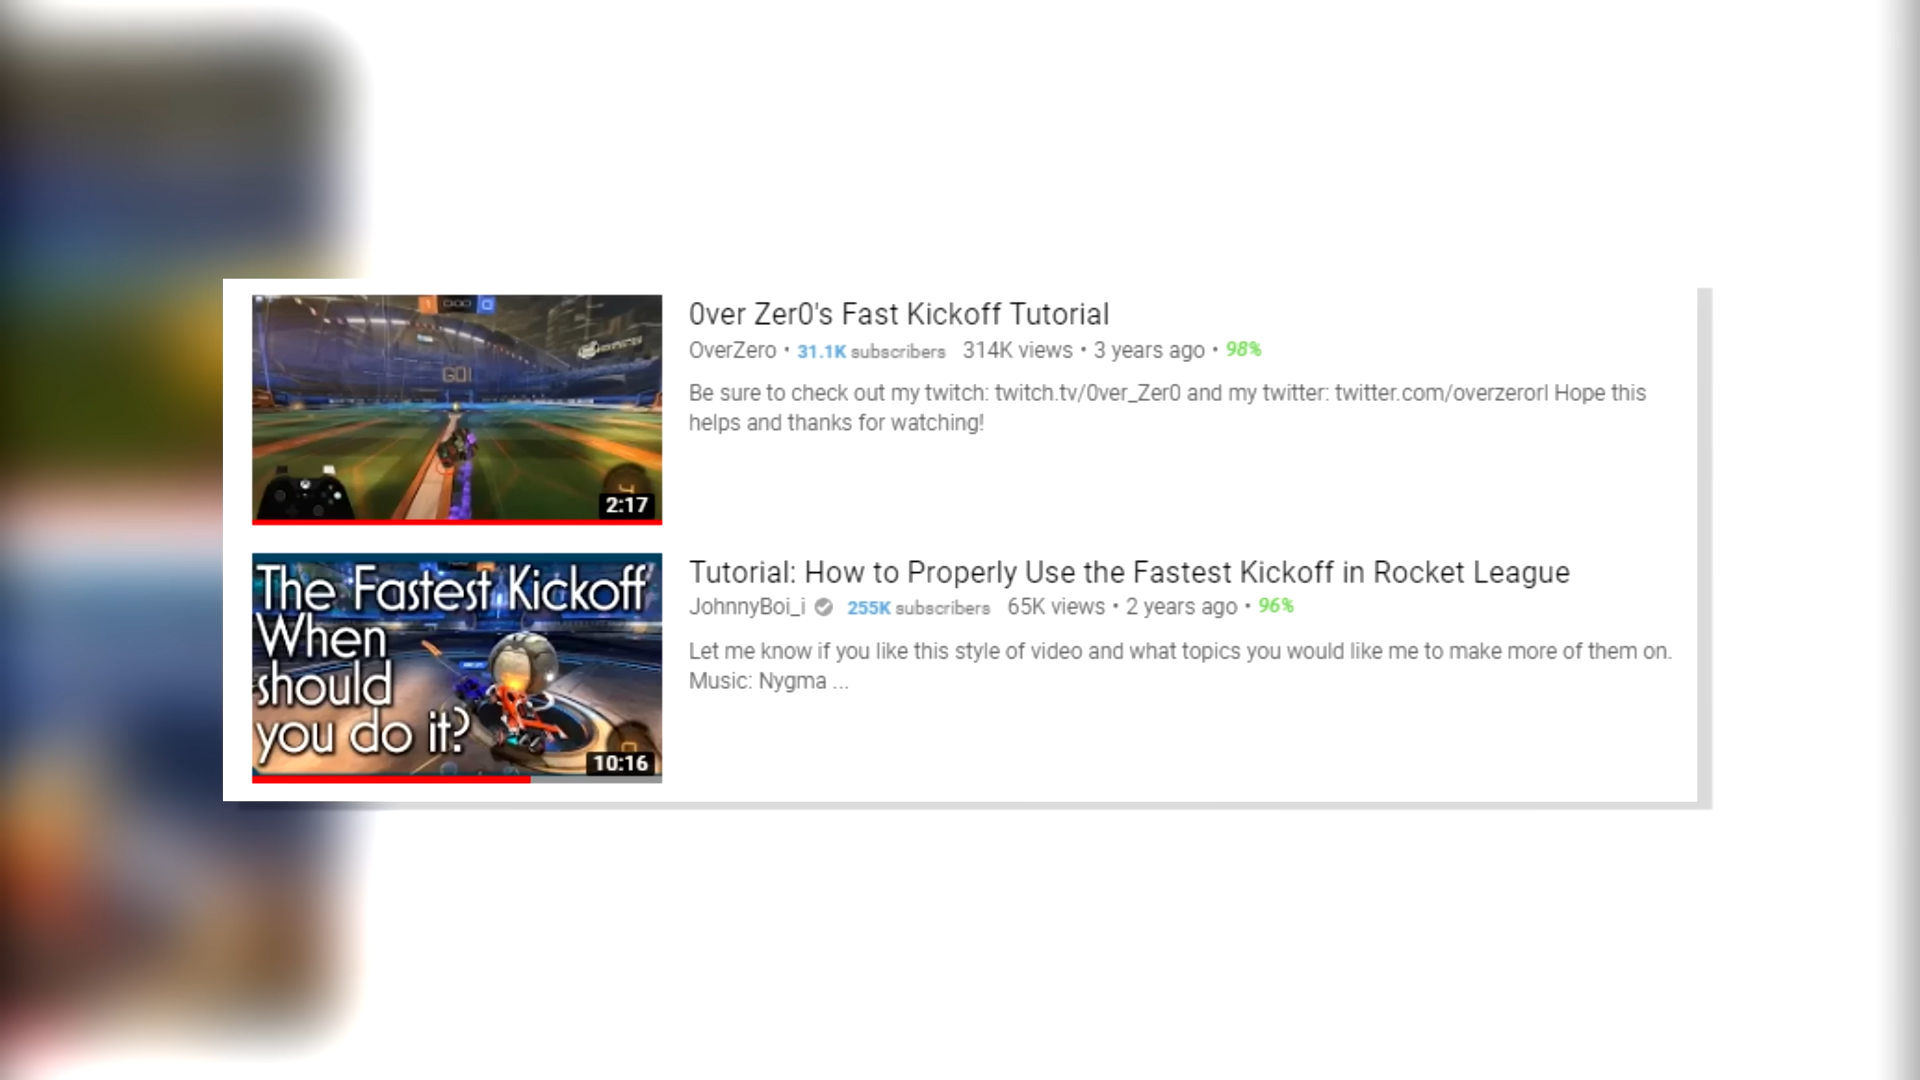 GO!
2:17
0ver Zer0's Fast Kickoff Tutorial
OverZero • 31.1K subscribers 314K views • 3 years ago • 98%
Be sure to check out my twitch: twitch.tv/0ver_Zer0 and my twitter: twitter.com/overzerorl Hope this
helps and thanks for watching!
The Fastest Kickoff
When
should
you do it?
10:16
Tutorial: How to Properly Use the Fastest Kickoff in Rocket League
JohnnyBoi_i 255K subscribers 65K views • 2 years ago • 96%
Let me know if you like this style of video and what topics you would like me to make more of them on.
Music: Nygma ...